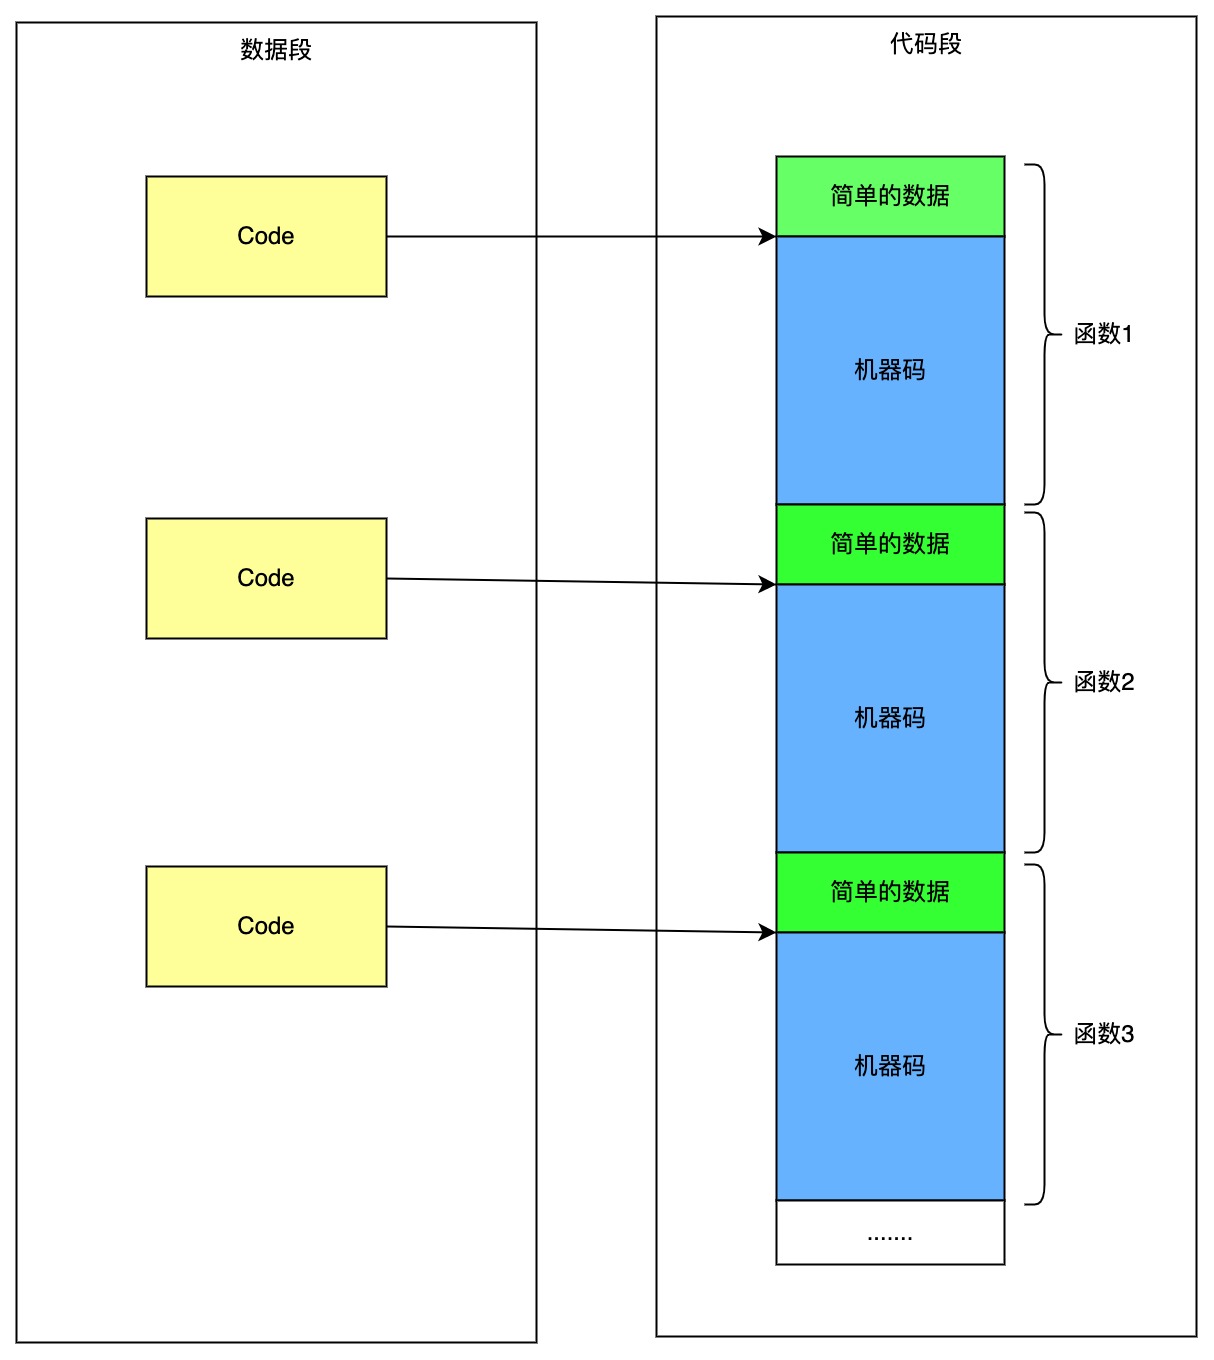 数据段
Code
Code
Code
代码段
简单的数据
机器码
函数1
简单的数据
机器码
函数2
简单的数据
机器码
函数3
.......